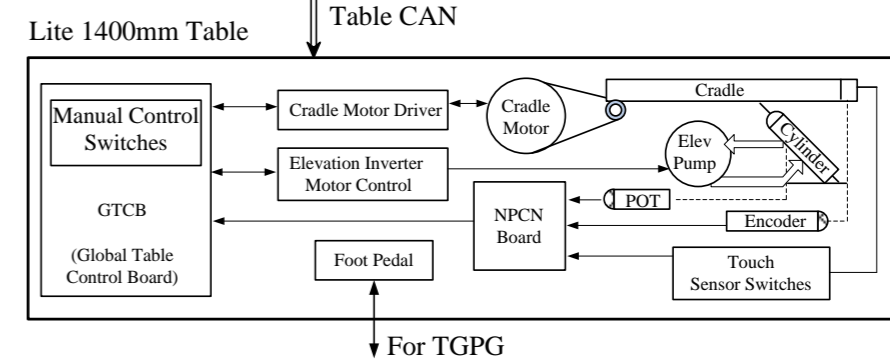 Table CAN
Lite 1400mm Table
Manual Control
Switches
GTCB
(Global Table
Control Board)
Cradle Motor Driver
Elevation Inverter
Motor Control
Cradle
Motor
Cradle
Elev
Pump
Cylinder
POT
NPCN
Board
Encoder
Foot Pedal
Touch
Sensor Switches
For TGPG